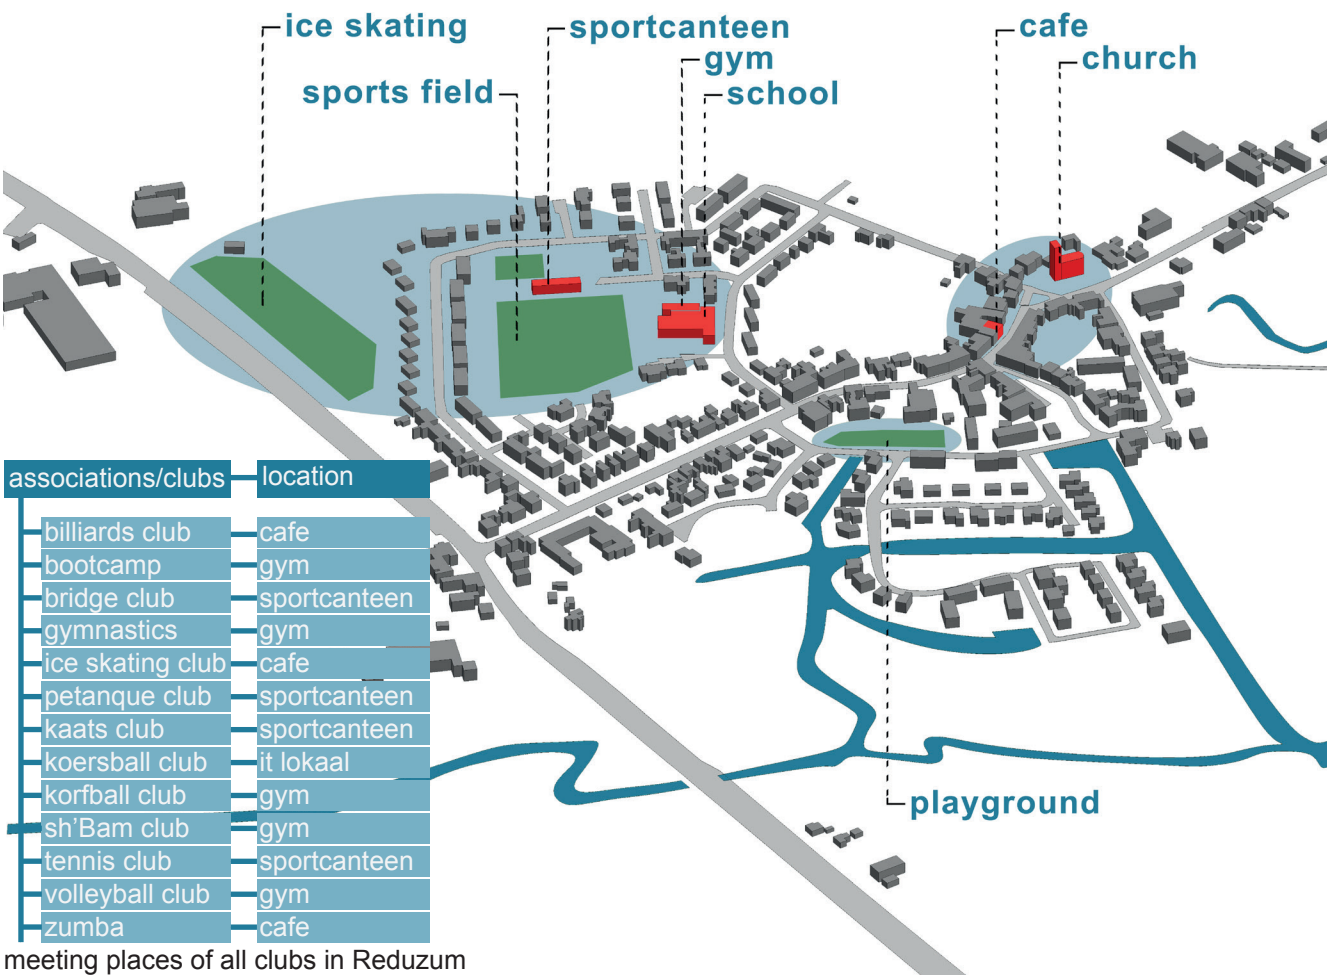 ice skating
sportcanteen
cafe
gym
church
sports field
school
playground
associations/clubs location
billiards club cafe
bootcamp gym
bridge club sportcanteen
gymnastics gym
ice skating club cafe
petanque club sportcanteen
kaats club sportcanteen
koersball club it lokaal
korfball club gym
sh'Bam club gym
tennis club sportcanteen
volleyball club gym
zumba cafe
meeting places of all clubs in Reduzum